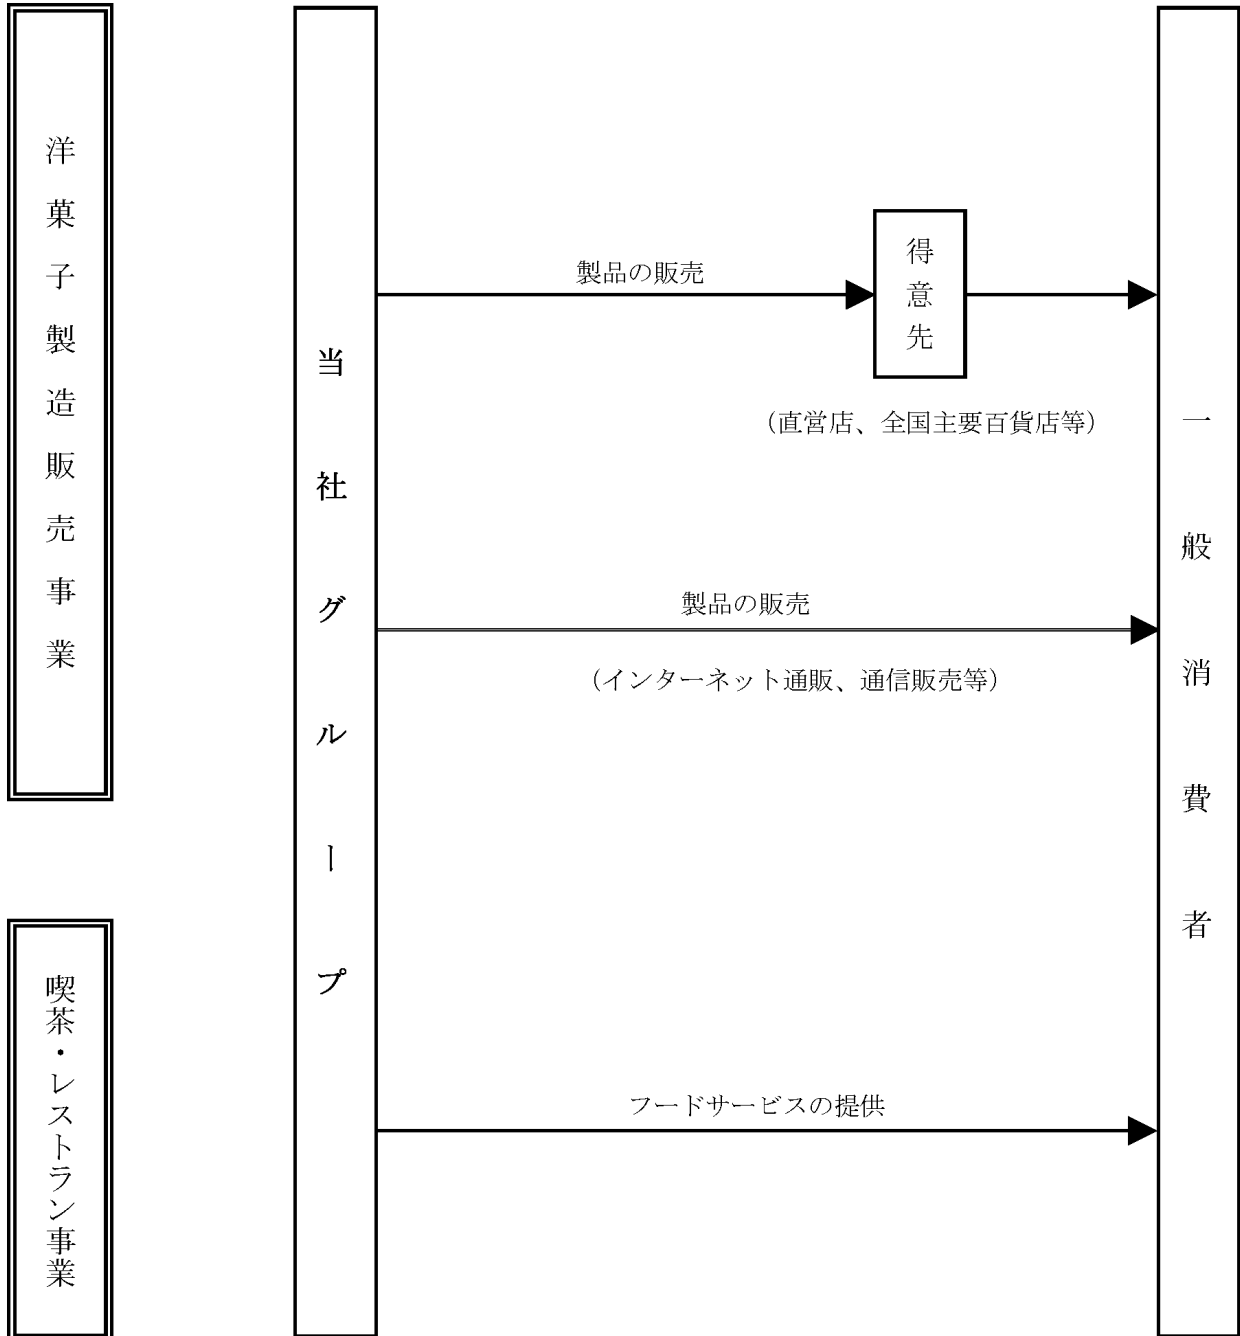 洋菓子製造販売事業
喫茶・レストラン事業
当社グループ
製品の販売
得意先
（直営店、全国主要百貨店等）
製品の販売
（インターネット通販、通信販売等）
フードサービスの提供
一般消費者